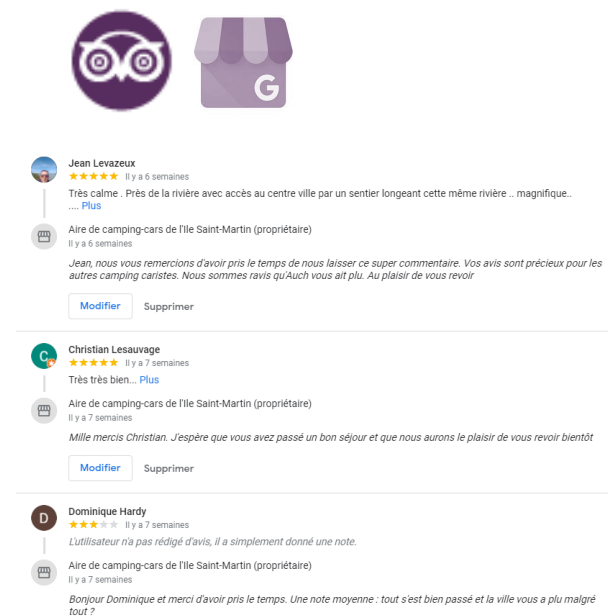 G
Jean Levazeux
Il y a 6 semaines
Très calme . Près de la rivière avec accès au centre ville par un sentier longeant cette même rivière .. magnifique..
.... Plus
Aire de camping-cars de l'Ile Saint-Martin (propriétaire)
Il y a 6 semaines
Jean, nous vous remercions d'avoir pris le temps de nous laisser ce super commentaire. Vos avis sont précieux pour les
autres camping caristes. Nous sommes ravis qu'Auch vous ait plu. Au plaisir de vous revoir
Modifier Supprimer
C
Christian Lesauvage
Il y a 7 semaines
Très très bien... Plus
Aire de camping-cars de l'Ile Saint-Martin (propriétaire)
Il y a 7 semaines
Mille mercis Christian. J'espère que vous avez passé un bon séjour et que nous aurons le plaisir de vous revoir bientôt
Modifier Supprimer
D
Dominique Hardy
Il y a 7 semaines
L'utilisateur n'a pas rédigé d'avis, il a simplement donné une note.
Aire de camping-cars de l'Ile Saint-Martin (propriétaire)
Il y a 7 semaines
Bonjour Dominique et merci d'avoir pris le temps. Une note moyenne : tout s'est bien passé et la ville vous a plu malgré
tout ?